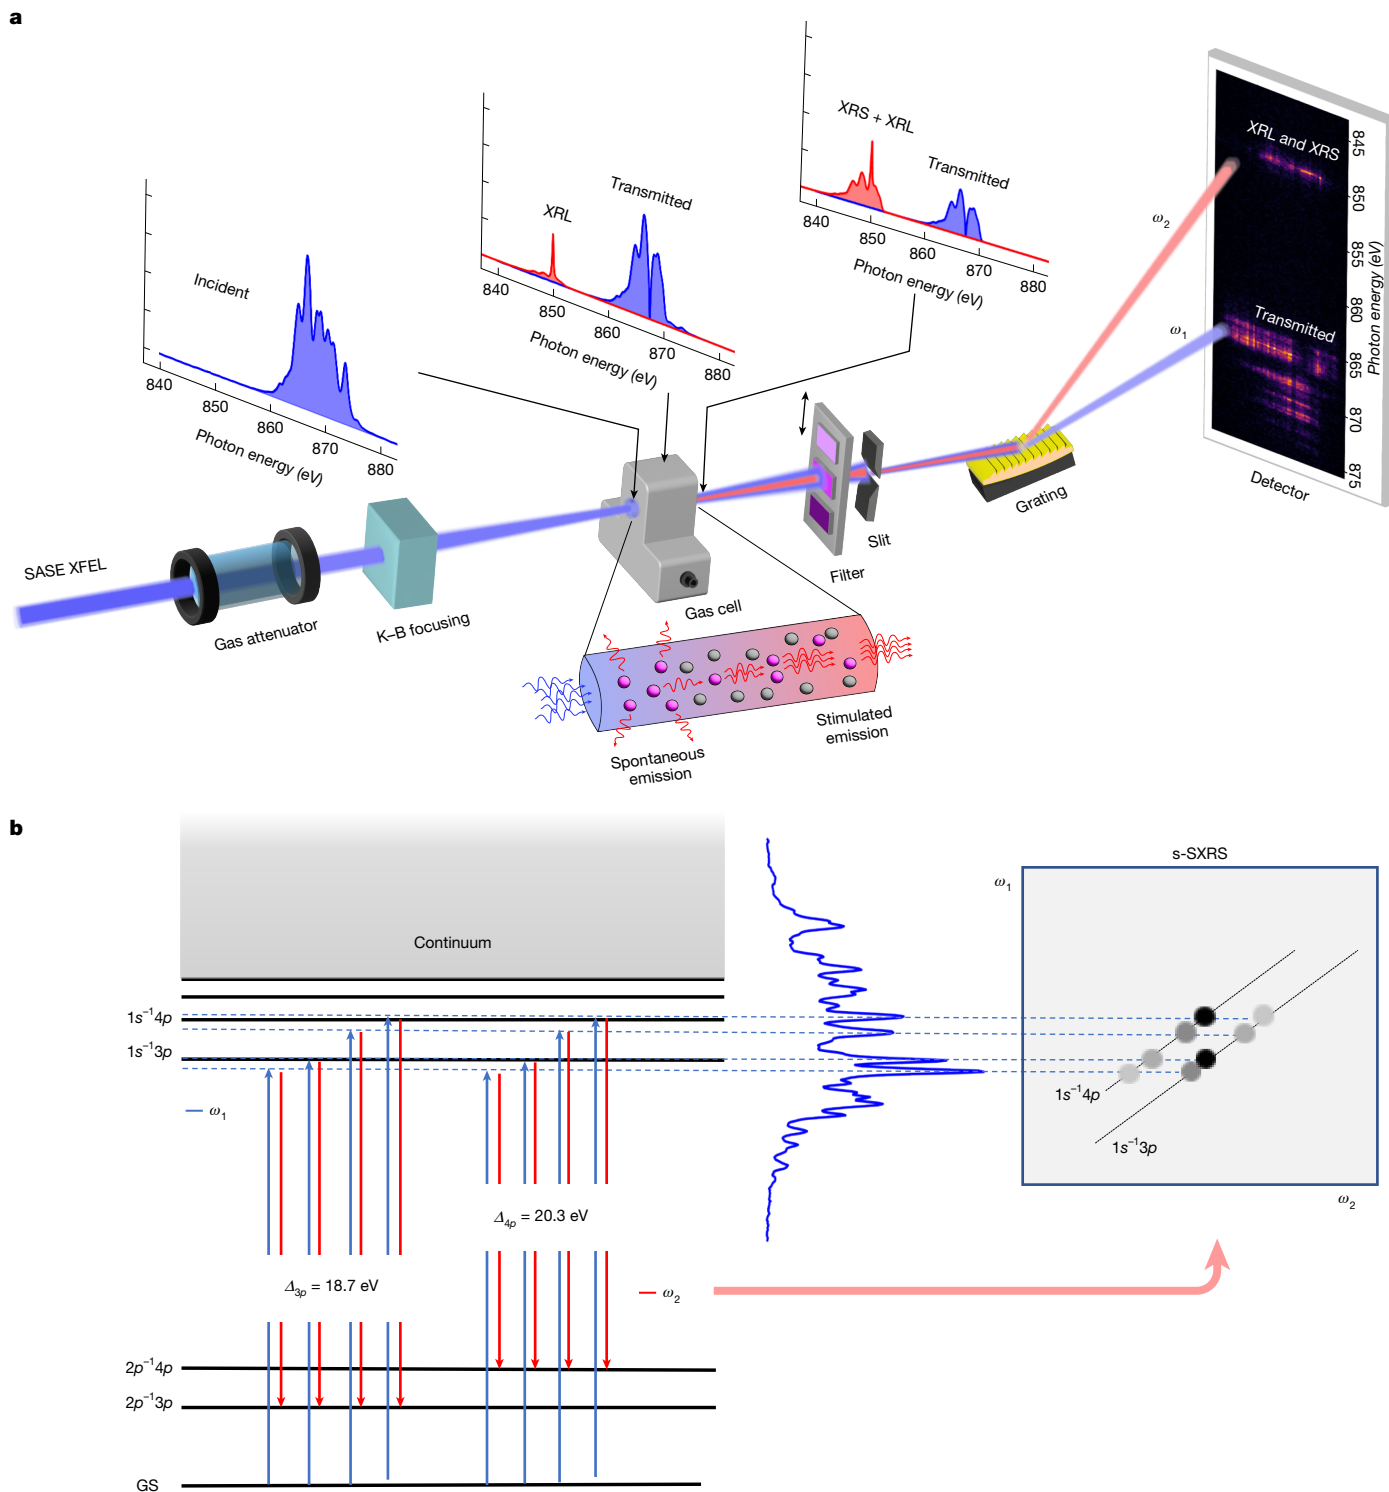 a
Incident
840
850
860
870
880
Photon energy (eV)
XRL
Transmitted
840
850
860
870
880
Photon energy (eV)
XRS + XRL
Transmitted
840
850
860
870
880
Photon energy (eV)
XRL and XRS
Transmitted
845
850
855
860
865
870
875
Photon energy (eV)
Detector
ω₂
ω₁
SASE XFEL
Gas attenuator
K–B focusing
Gas cell
Filter
Slit
Grating
Spontaneous
emission
Stimulated
emission
b
Continuum
1s⁻¹4p
1s⁻¹3p
ω₁
Δ₄ₚ = 20.3 eV
Δ₃ₚ = 18.7 eV
ω₂
2p⁻¹4p
2p⁻¹3p
GS
s-SXRS
ω₁
1s⁻¹4p
1s⁻¹3p
ω₂